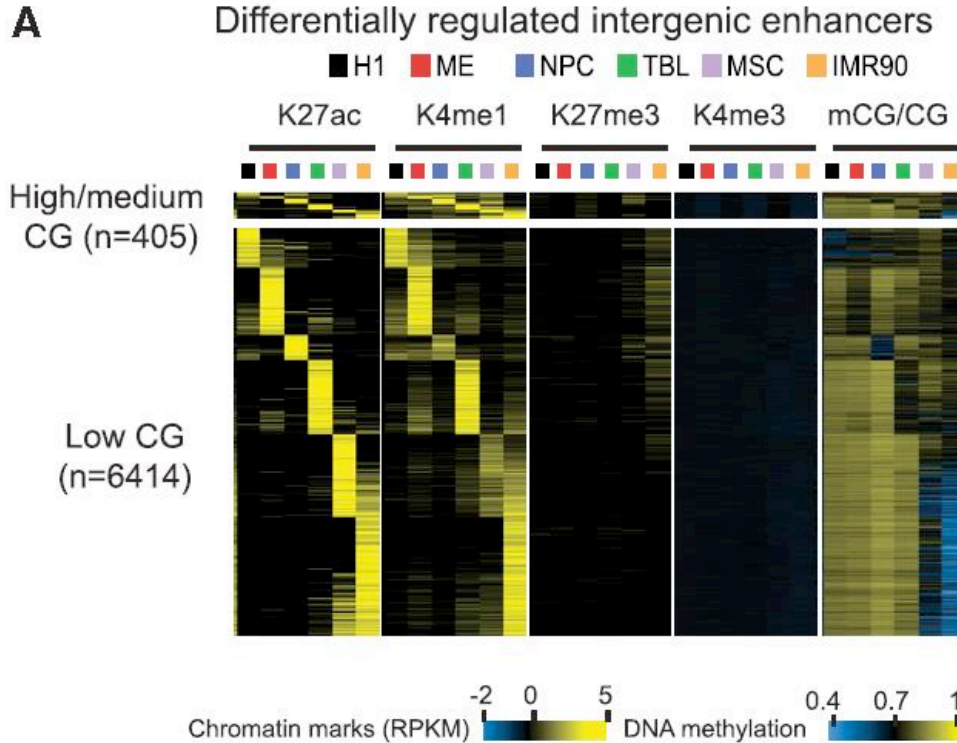 A Differentially regulated intergenic enhancers
H1 ME NPC TBL MSC IMR90
K27ac K4me1 K27me3 K4me3 mCG/CG
High/medium
CG (n=405)
Low CG
(n=6414)
-2 0 5 0.4 0.7 1
Chromatin marks (RPKM) DNA methylation